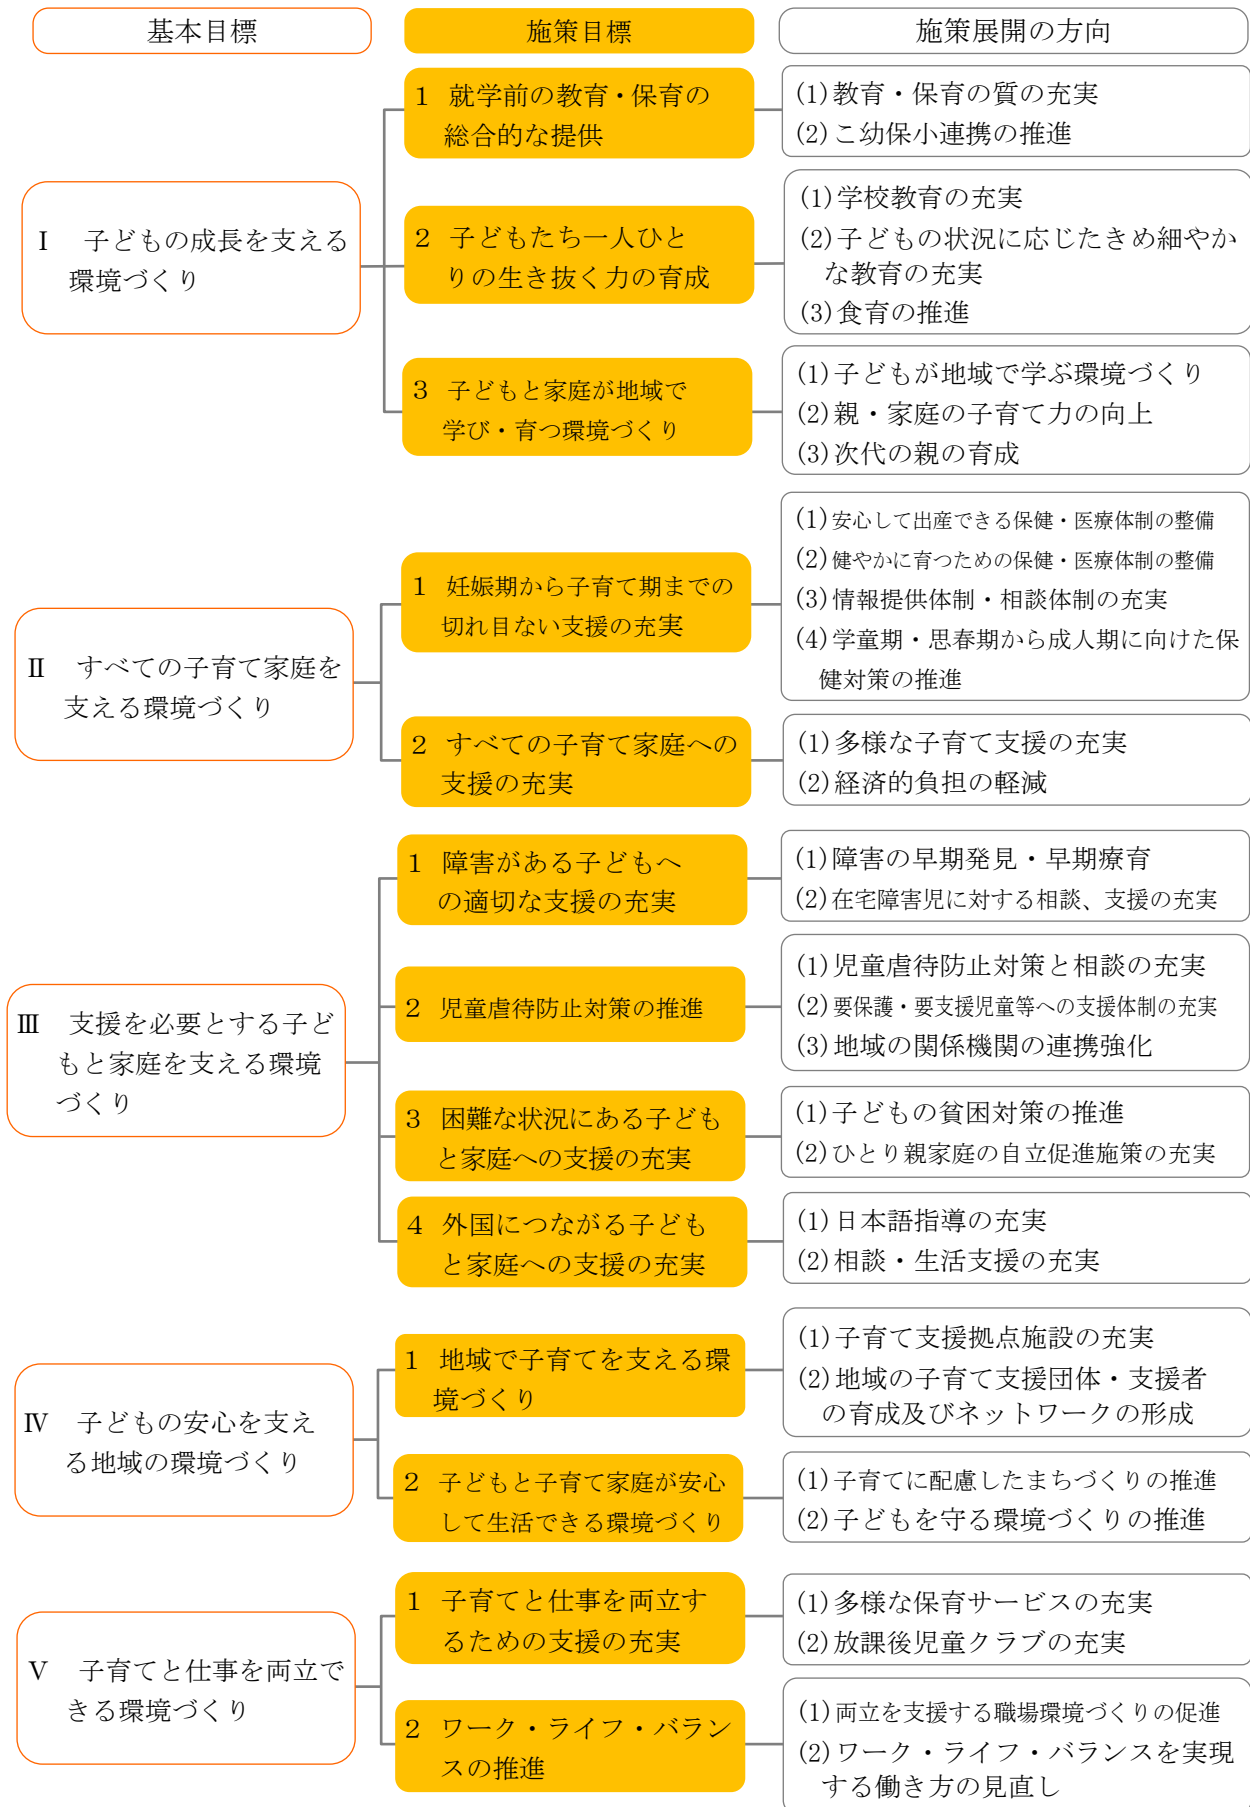 基本目標
施策目標
施策展開の方向
Ⅰ 子どもの成長を支える
環境づくり
1 就学前の教育・保育の
総合的な提供
(1)教育・保育の質の充実
(2)こ幼保小連携の推進
2 子どもたち一人ひと
りの生き抜く力の育成
(1)学校教育の充実
(2)子どもの状況に応じたきめ細やか
な教育の充実
(3)食育の推進
3 子どもと家庭が地域で
学び・育つ環境づくり
(1)子どもが地域で学ぶ環境づくり
(2)親・家庭の子育て力の向上
(3)次代の親の育成
Ⅱ すべての子育て家庭を
支える環境づくり
1 妊娠期から子育て期までの
切れ目ない支援の充実
(1)安心して出産できる保健・医療体制の整備
(2)健やかに育つための保健・医療体制の整備
(3)情報提供体制・相談体制の充実
(4)学童期・思春期から成人期に向けた保
健対策の推進
2 すべての子育て家庭への
支援の充実
(1)多様な子育て支援の充実
(2)経済的負担の軽減
Ⅲ 支援を必要とする子ど
もと家庭を支える環境
づくり
1 障害がある子どもへ
の適切な支援の充実
(1)障害の早期発見・早期療育
(2)在宅障害児に対する相談、支援の充実
2 児童虐待防止対策の推進
(1)児童虐待防止対策と相談の充実
(2)要保護・要支援児童等への支援体制の充実
(3)地域の関係機関の連携強化
3 困難な状況にある子ども
と家庭への支援の充実
(1)子どもの貧困対策の推進
(2)ひとり親家庭の自立促進施策の充実
4 外国につながる子ども
と家庭への支援の充実
(1)日本語指導の充実
(2)相談・生活支援の充実
Ⅳ 子どもの安心を支え
る地域の環境づくり
1 地域で子育てを支える環
境づくり
(1)子育て支援拠点施設の充実
(2)地域の子育て支援団体・支援者
の育成及びネットワークの形成
2 子どもと子育て家庭が安心
して生活できる環境づくり
(1)子育てに配慮したまちづくりの推進
(2)子どもを守る環境づくりの推進
Ⅴ 子育てと仕事を両立で
きる環境づくり
1 子育てと仕事を両立す
るための支援の充実
(1)多様な保育サービスの充実
(2)放課後児童クラブの充実
2 ワーク・ライフ・バラン
スの推進
(1)両立を支援する職場環境づくりの促進
(2)ワーク・ライフ・バランスを実現
する働き方の見直し